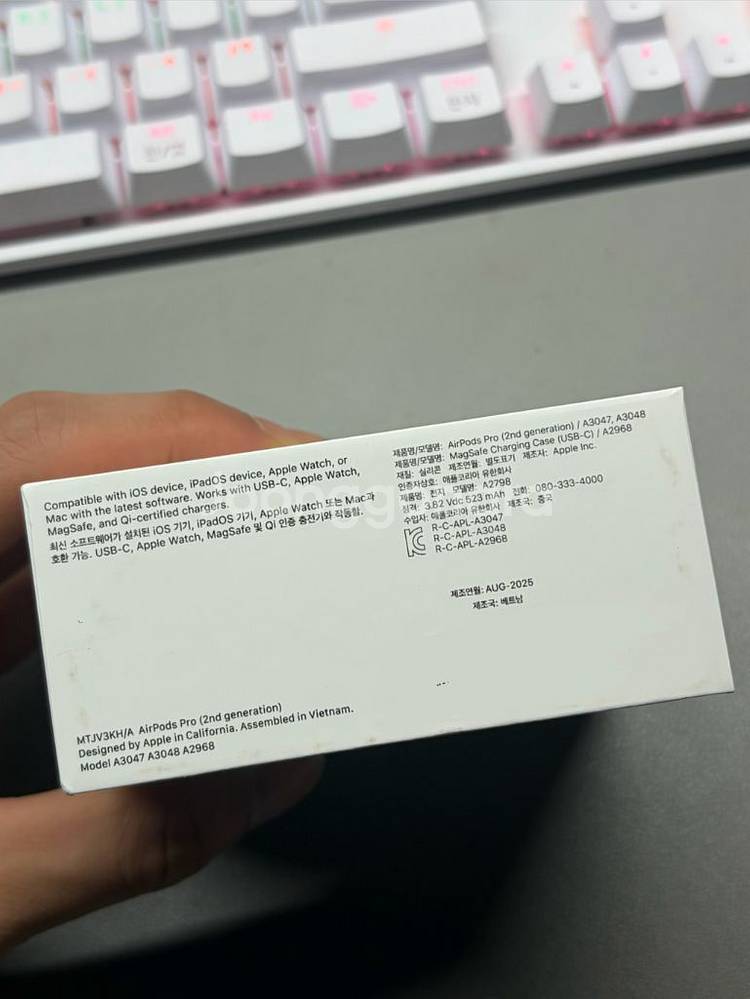 한/영
한자
Compatible with iOS device, iPadOS device, Apple Watch, or
Mac with the latest software. Works with USB-C, Apple Watch,
MagSafe, and Qi-certified chargers.
최신 소프트웨어가 설치된 iOS 기기, iPadOS 기기, Apple Watch 또는 Mac과
호환 가능. USB-C, Apple Watch, MagSafe 및 Qi 인증 충전기와 작동함.
제품명/모델명: AirPods Pro (2nd generation) / A3047, A3048
제품명/모델명: MagSafe Charging Case (USB-C) / A2968
재질: 실리콘 제조연월: 별도표기 제조자: Apple Inc.
인증자상호: 애플코리아 유한회사
제품명: 전지 모델명: A2798
정격: 3.82 Vdc 523 mAh 전화: 080-333-4000
수입자: 애플코리아 유한회사 제조국: 중국
R-C-APL-A3047
R-C-APL-A3048
R-C-APL-A2968
제조연월: AUG-2025
제조국: 베트남
MTJV3KH/A AirPods Pro (2nd generation)
Designed by Apple in California. Assembled in Vietnam.
Model A3047 A3048 A2968